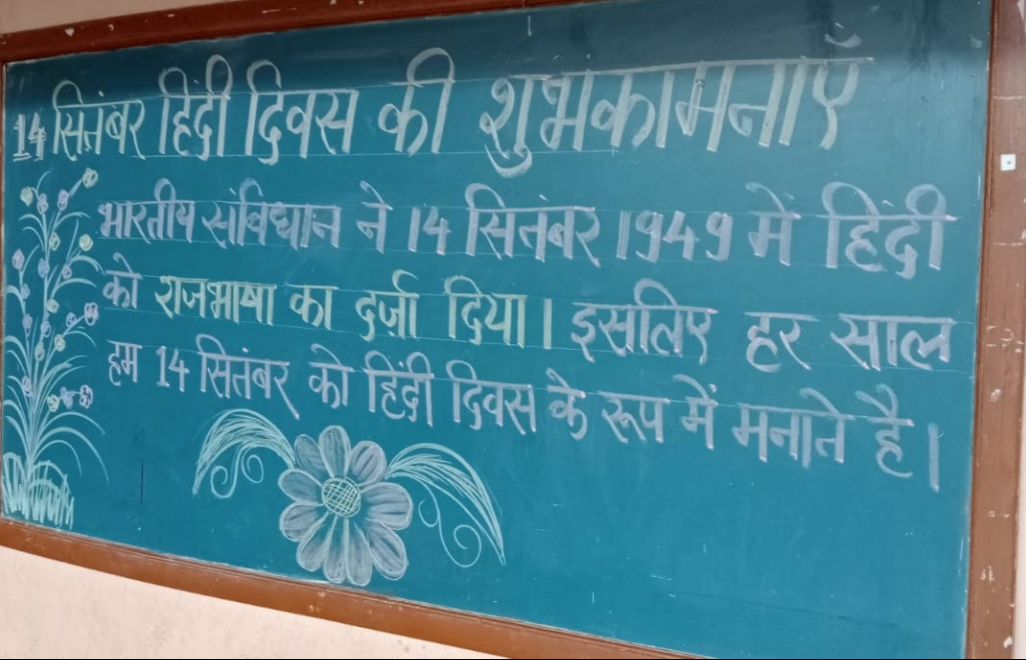 14 सितंबर हिंदी दिवस की शुभकामनाएँ
भारतीय संविधान ने 14 सितंबर 1949 में हिंदी
को राजभाषा का दर्जा दिया। इसलिए हर साल
हम 14 सितंबर को हिंदी दिवस के रूप में मनाते है।